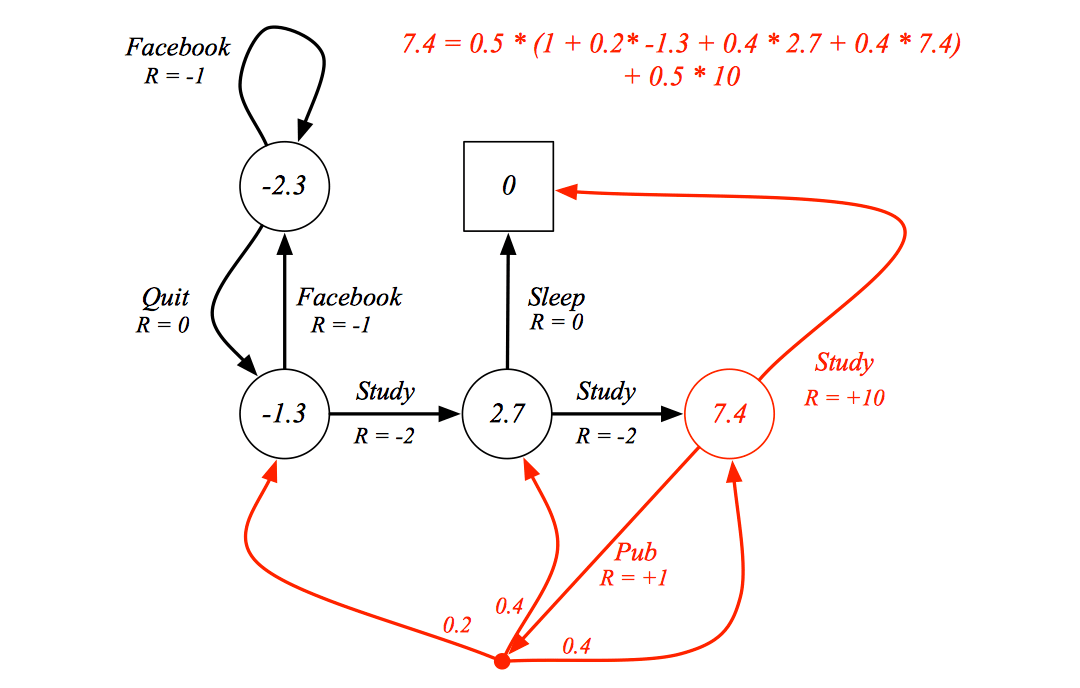 Facebook
R = -1
7.4 = 0.5 * (1 + 0.2* -1.3 + 0.4 * 2.7 + 0.4 * 7.4)
+ 0.5 * 10
-2.3
0
Quit
R = 0
Facebook
R = -1
Sleep
R = 0
Study
R = +10
-1.3
Study
R = -2
2.7
Study
R = -2
7.4
Pub
R = +1
0.2
0.4
0.4